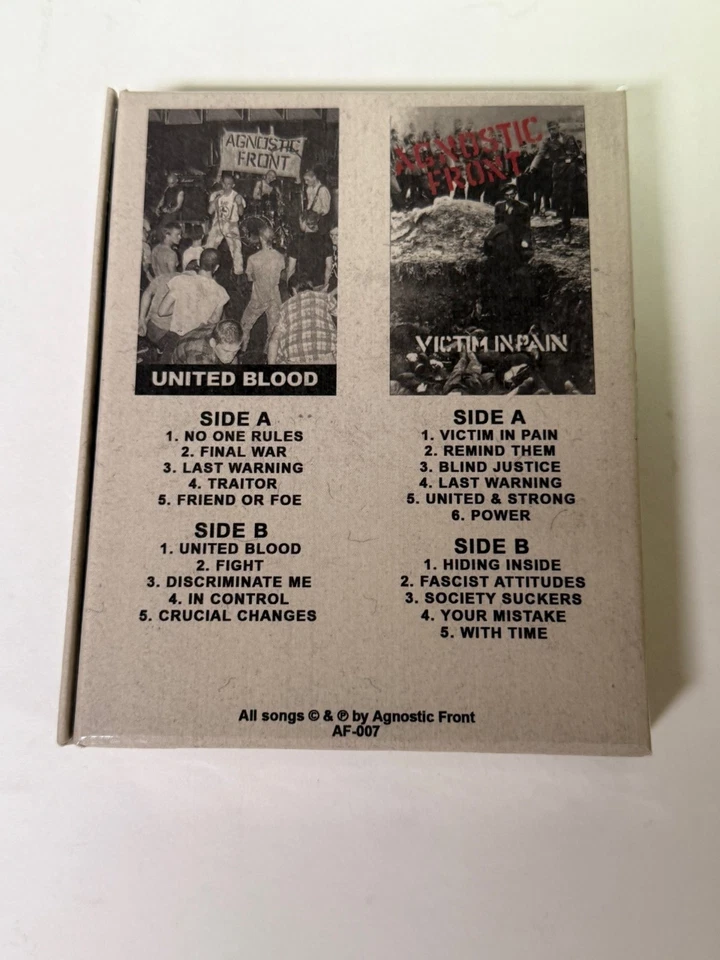 AGNOSTIC
FRONT
UNITED BLOOD
SIDE A
1. NO ONE RULES
2. FINAL WAR
3. LAST WARNING
4. TRAITOR
5. FRIEND OR FOE
SIDE B
1. UNITED BLOOD
2. FIGHT
3. DISCRIMINATE ME
4. IN CONTROL
5. CRUCIAL CHANGES
AGNOSTIC
FRONT
VICTIM IN PAIN
SIDE A
1. VICTIM IN PAIN
2. REMIND THEM
3. BLIND JUSTICE
4. LAST WARNING
5. UNITED & STRONG
6. POWER
SIDE B
1. HIDING INSIDE
2. FASCIST ATTITUDES
3. SOCIETY SUCKERS
4. YOUR MISTAKE
5. WITH TIME
All songs © & ℗ by Agnostic Front
AF-007